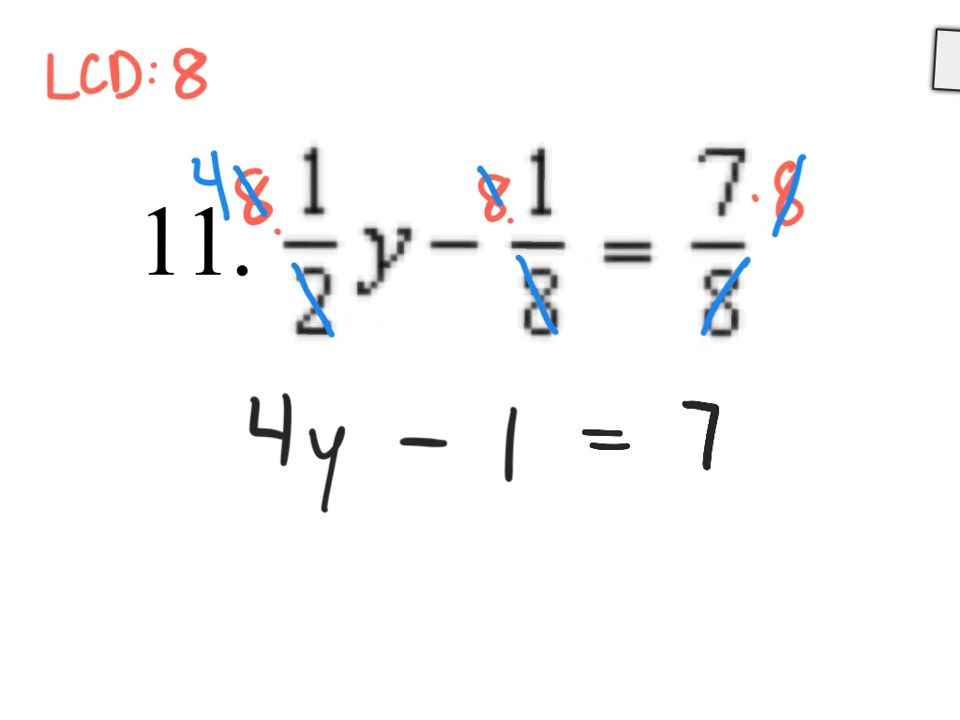 LCD: 8
11. 4 8 · 1/2 y - 8 · 1/8 = 7/8 · 8
4y - 1 = 7